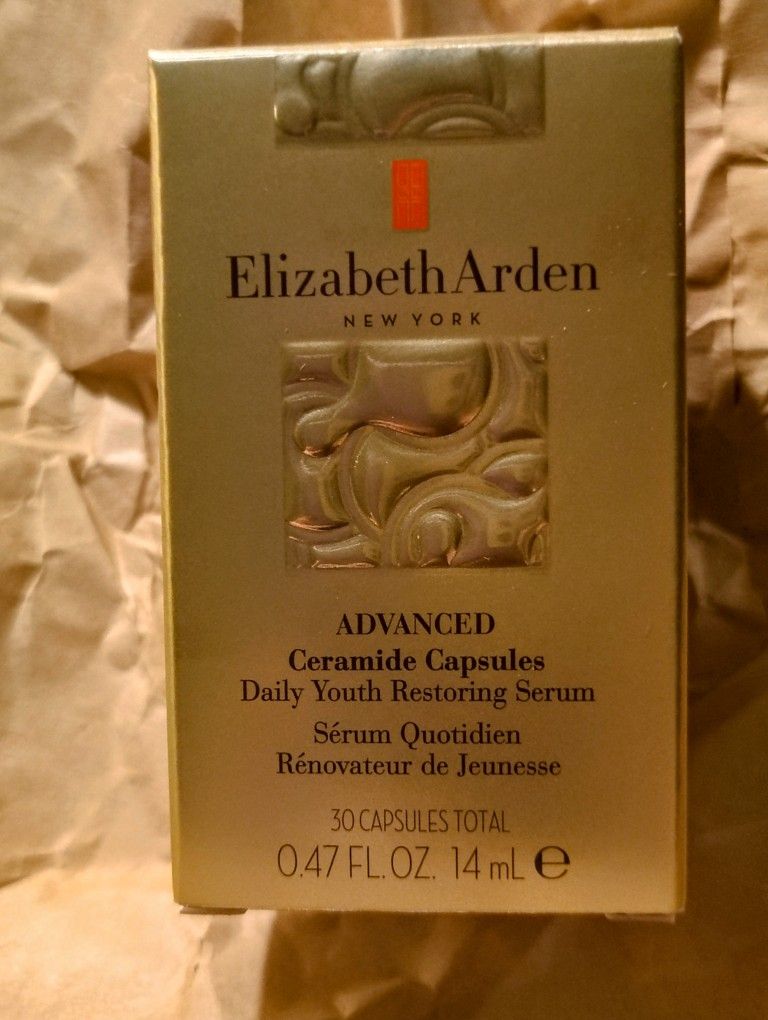 Elizabeth Arden
NEW YORK
ADVANCED
Ceramide Capsules
Daily Youth Restoring Serum
Sérum Quotidien
Rénovateur de Jeunesse
30 CAPSULES TOTAL
0.47 FL. OZ. 14 mL ℮